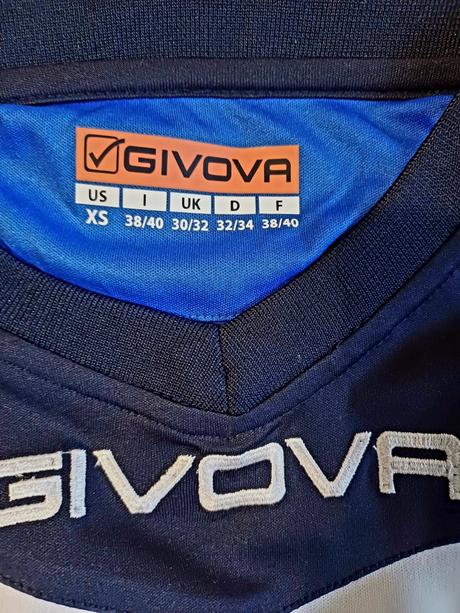 GIVOVA
US I UK D F
XS 38/40 30/32 32/34 38/40
GIVOVA